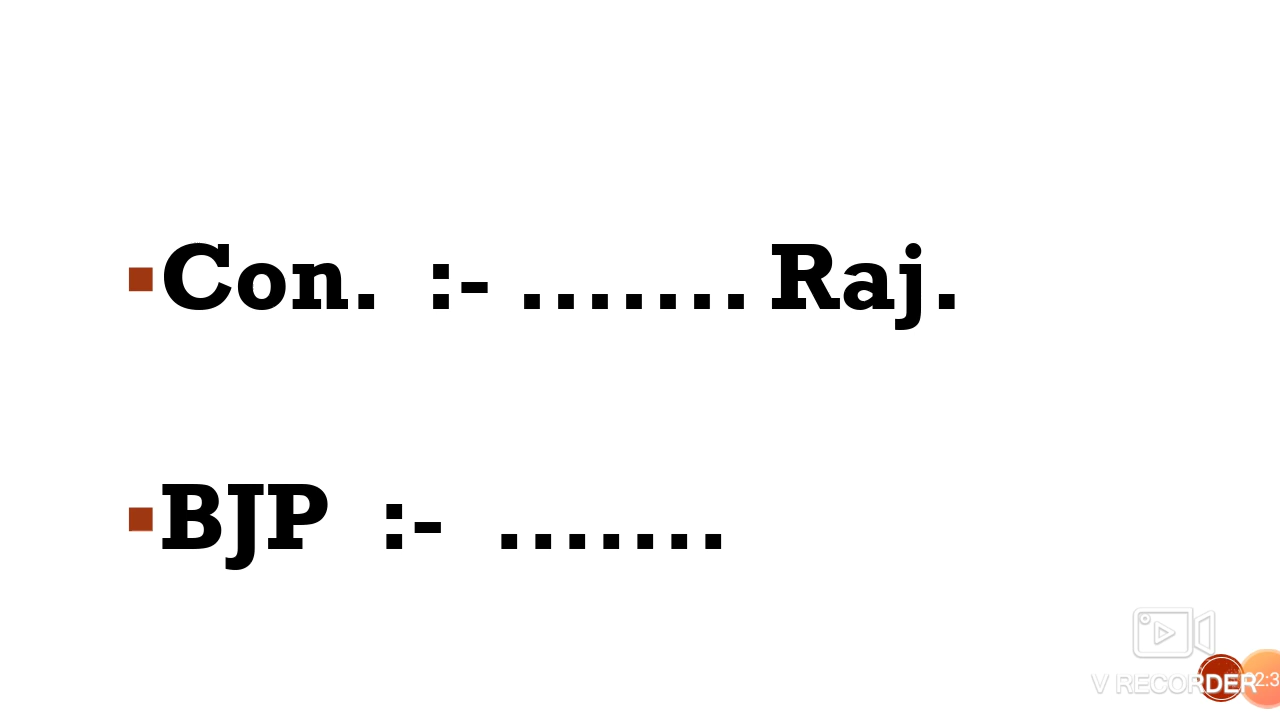 Con. :- ....... Raj.
BJP :- .......
V RECORDER